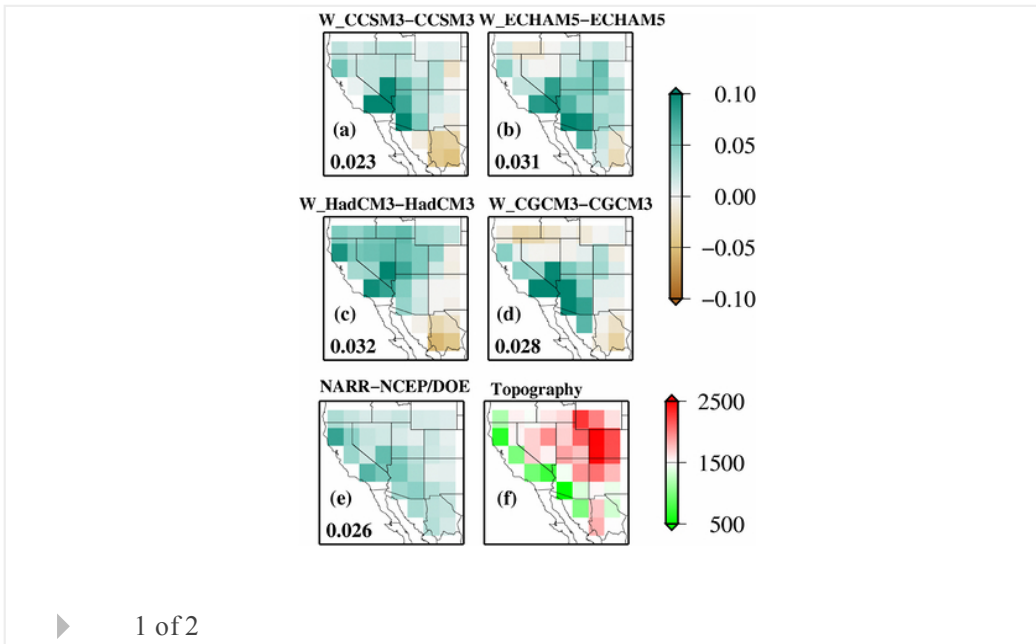 W_CCSM3−CCSM3 W_ECHAM5−ECHAM5
(a)
0.023
(b)
0.031
0.10
0.05
0.00
−0.05
−0.10
W_HadCM3−HadCM3 W_CGCM3−CGCM3
(c)
0.032
(d)
0.028
NARR−NCEP/DOE Topography
(e)
0.026
(f)
2500
1500
500
1 of 2